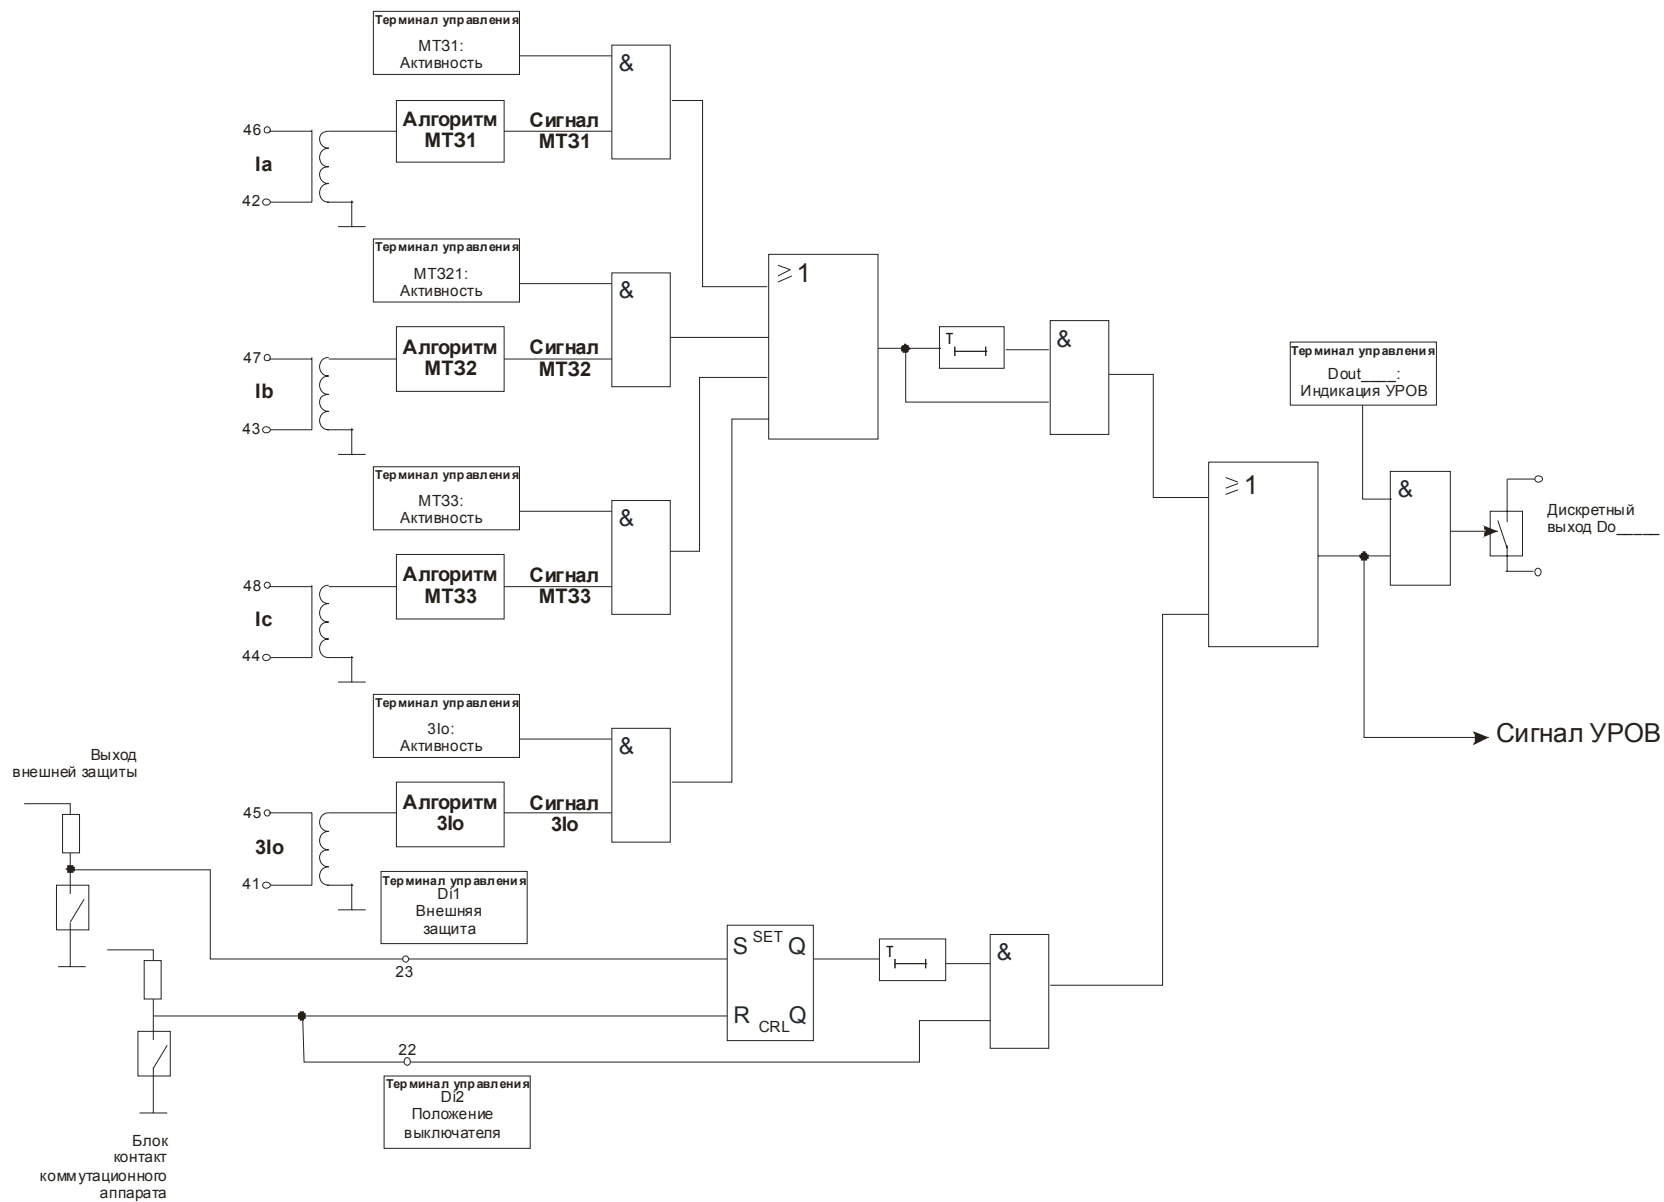 Терминал управления
МТЗ1:
Активность
&
46
Алгоритм
МТЗ1
Сигнал
МТЗ1
Ia
42
Терминал управления
МТЗ21:
Активность
&
≥ 1
47
Алгоритм
МТЗ2
Сигнал
МТЗ2
Ib
43
T
&
Терминал управления
Dout____:
Индикация УРОВ
Терминал управления
МТЗ3:
Активность
&
≥ 1
&
Дискретный
выход Do_____
48
Алгоритм
МТЗ3
Сигнал
МТЗ3
Ic
44
Терминал управления
3Io:
Активность
&
Сигнал УРОВ
Выход
внешней защиты
45
Алгоритм
3Io
Сигнал
3Io
3Io
41
Терминал управления
Di1
Внешняя
защита
23
S SET Q
R CRL Q
T
&
22
Терминал управления
Di2
Положение
выключателя
Блок
контакт
коммутационного
аппарата